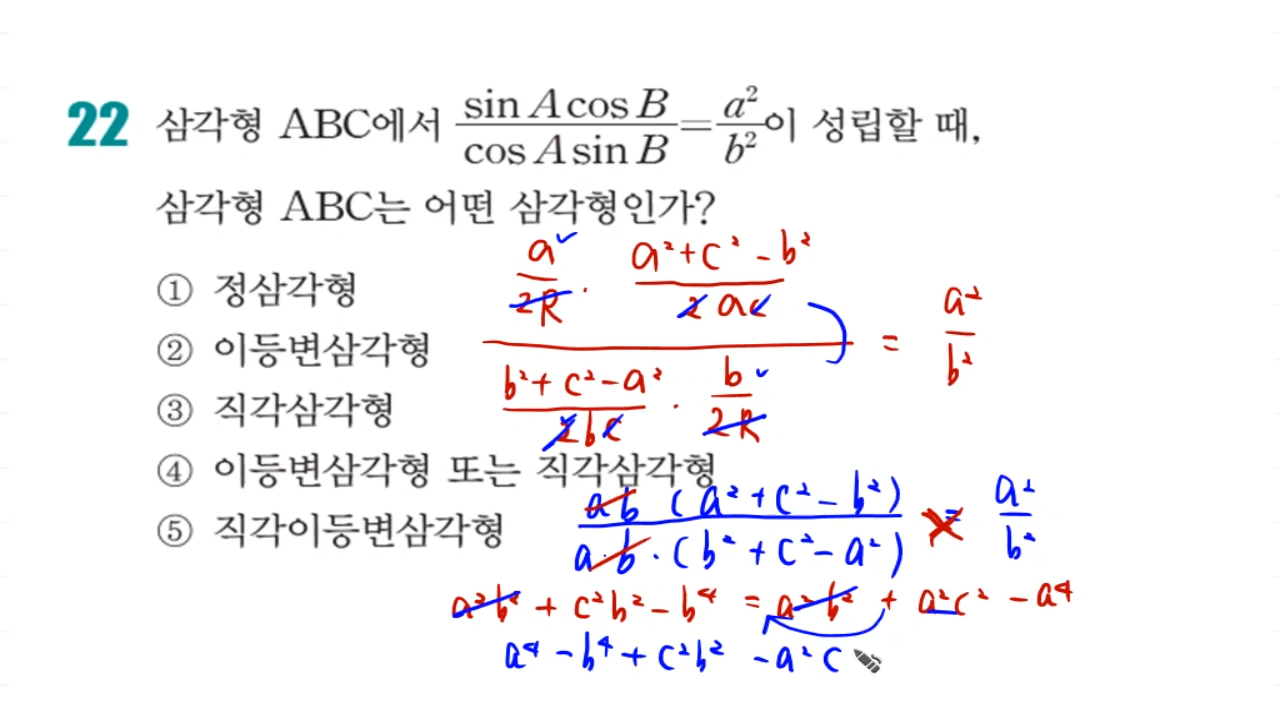 22 삼각형 ABC에서 sin A cos B / cos A sin B = a² / b² 이 성립할 때,
삼각형 ABC는 어떤 삼각형인가?
① 정삼각형
② 이등변삼각형
③ 직각삼각형
④ 이등변삼각형 또는 직각삼각형
⑤ 직각이등변삼각형
a/2R · (a²+c²-b²)/2ac
= a²/b²
(b²+c²-a²)/2bc · b/2R
ab(a²+c²-b²) / a·b·(b²+c²-a²) = a²/b²
a²b² + c²b² - b⁴ = a²b² + a²c² - a⁴
a⁴ - b⁴ + c²b² - a²c